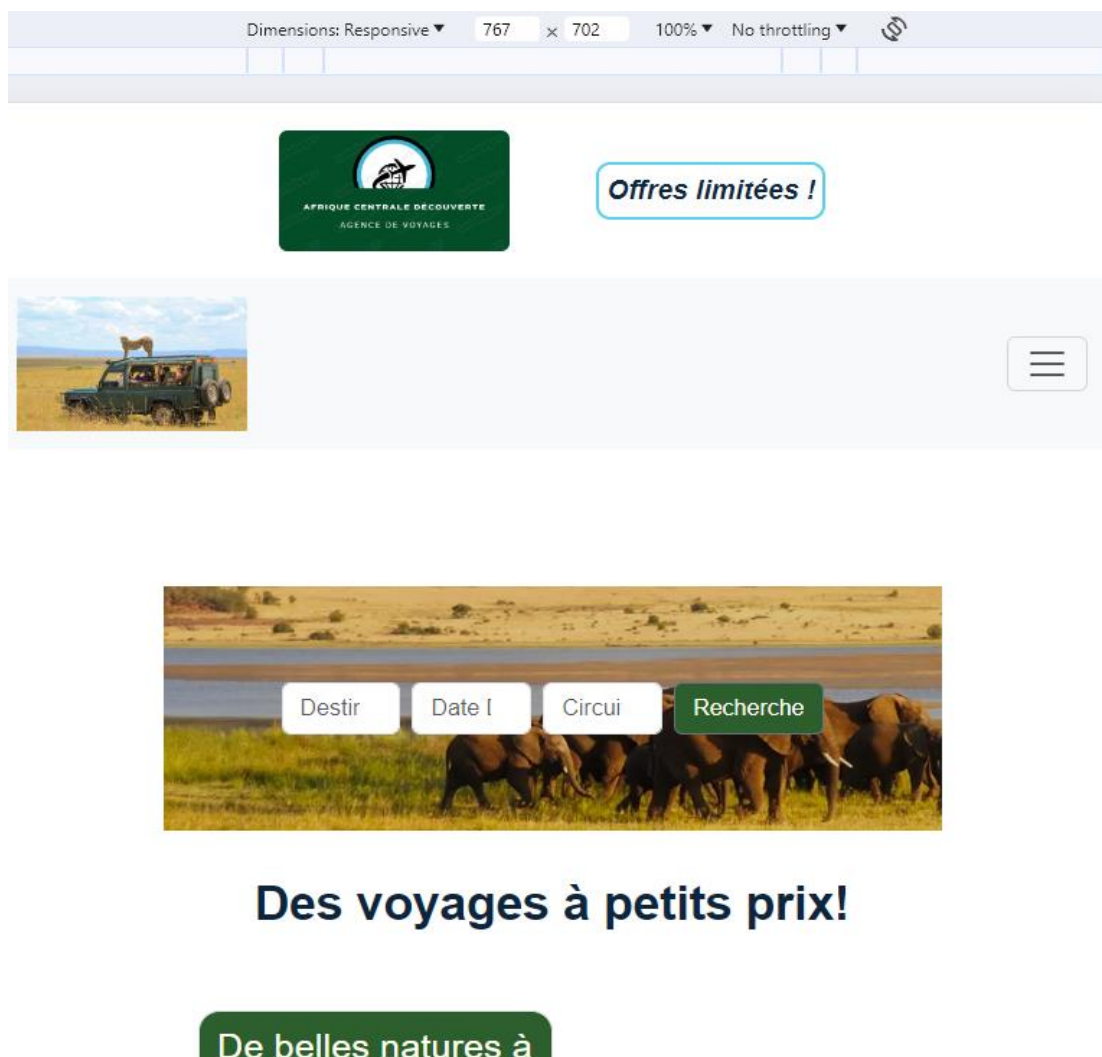 Dimensions: Responsive 767 × 702 100% No throttling
AFRIQUE CENTRALE DÉCOUVERTE
AGENCE DE VOYAGES
Offres limitées !
Destir Date D Circui Recherche
Des voyages à petits prix!
De belles natures à